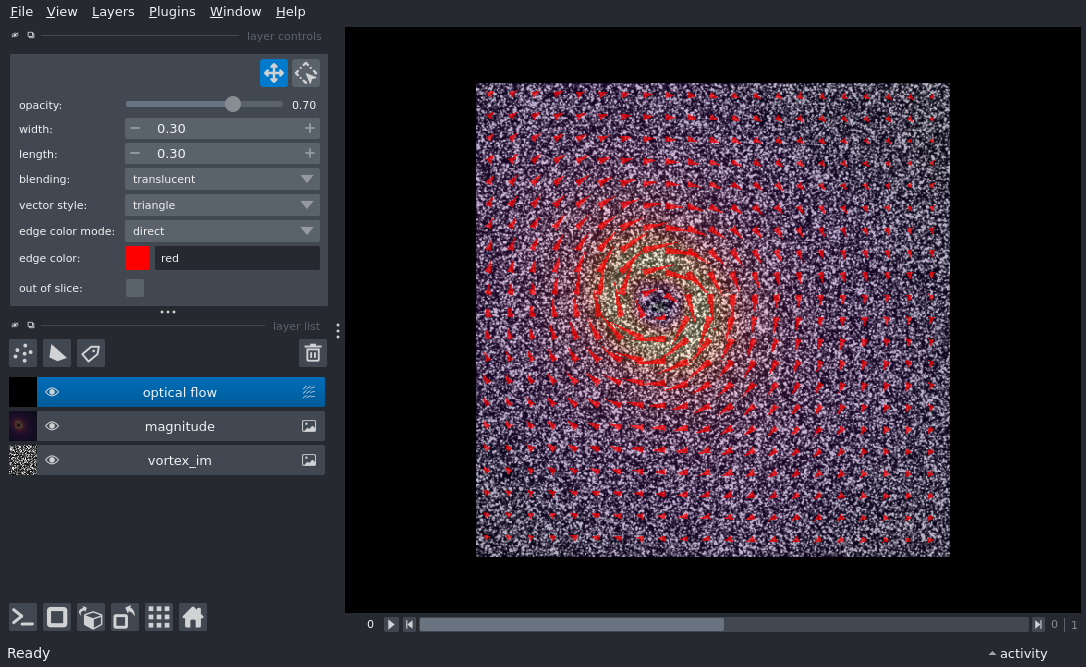 File View Layers Plugins Window Help
layer controls
opacity: 0.70
width: 0.30
length: 0.30
blending: translucent
vector style: triangle
edge color mode: direct
edge color: red
out of slice:
layer list
optical flow
magnitude
vortex_im
0 0 1
Ready activity